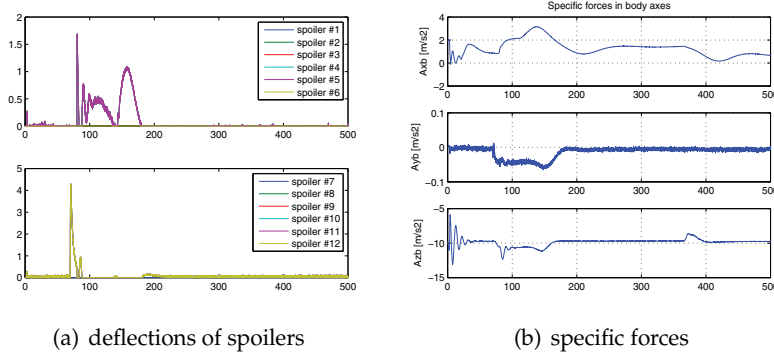 2
1.5
1
0.5
0
0 100 200 300 400 500
spoiler #1
spoiler #2
spoiler #3
spoiler #4
spoiler #5
spoiler #6
5
4
3
2
1
0
0 100 200 300 400 500
spoiler #7
spoiler #8
spoiler #9
spoiler #10
spoiler #11
spoiler #12
(a) deflections of spoilers
Specific forces in body axes
Axb [m/s2]
4
2
0
−2
0 100 200 300 400 500
Ayb [m/s2]
0.1
0
−0.1
0 100 200 300 400 500
Azb [m/s2]
−5
−10
−15
0 100 200 300 400 500
(b) specific forces